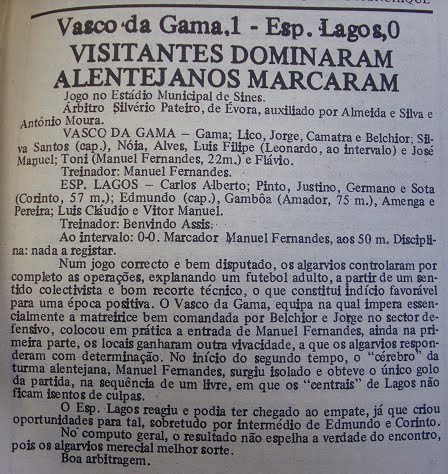 Vasco da Gama.1 - Esp. Lagos,0
VISITANTES DOMINARAM
ALENTEJANOS MARCARAM
Jogo no Estádio Municipal de Sines.
Árbitro Silvério Pateiro, de Évora, auxiliado por Almeida e Silva e
António Moura.
VASCO DA GAMA — Gama; Lico, Jorge, Camatra e Belchior; Sil-
va Santos (cap.), Nóia, Alves, Luis Filipe (Leonardo, ao intervalo) e José
Manuel; Toni (Manuel Fernandes, 22m.) e Flávio.
Treinador: Manuel Fernandes.
ESP. LAGOS — Carlos Alberto; Pinto, Justino, Germano e Sota
(Corinto, 57 m.); Edmundo (cap.), Gambôa (Amador, 75 m.), Amenga e
Pereira; Luis Cláudio e Vitor Manuel.
Treinador: Benvindo Assis.
Ao intervalo: 0-0. Marcador Manuel Fernandes, aos 50 m. Discipli-
na: nada a registar.
Num jogo correcto e bem disputado, os algarvios controlaram por
completo as operações, explanando um futebol adulto, a partir de um sen-
tido colectivista e bom recorte técnico, o que constitui indício favorável
para uma época positiva. O Vasco da Gama, equipa na qual impera essen-
cialmente a matreirice bem comandada por Belchior e Jorge no sector de-
fensivo, colocou em prática a entrada de Manuel Fernandes, ainda na pri-
meira parte, os locais ganharam outra vivacidade, a que os algarvios respon-
deram com determinação. No início do segundo tempo, o "cérebro" da
turma alentejana, Manuel Fernandes, surgiu isolado e obteve o único golo
da partida, na sequência de um livre, em que os "centrais" de Lagos não
ficam isentos de culpas.
O Esp. Lagos reagiu e podia ter chegado ao empate, já que criou
oportunidades para tal, sobretudo por intermédio de Edmundo e Corinto.
No computo geral, o resultado não espelha a verdade do encontro,
pois os algarvios merecial melhor sorte.
Boa arbitragem.